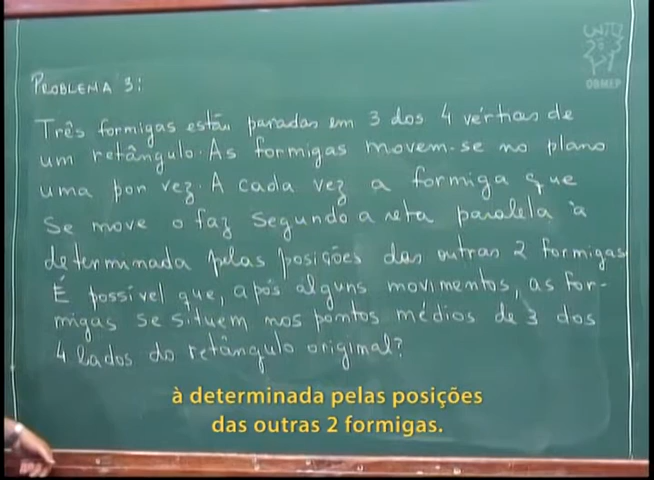 PROBLEMA 3:
Três formigas estão paradas em 3 dos 4 vértices de
um retângulo. As formigas movem-se no plano
uma por vez. A cada vez a formiga que
se move o faz segundo a reta paralela à
determinada pelas posições das outras 2 formigas
É possível que, após alguns movimentos, as for-
migas se situem nos pontos médios de 3 dos
4 lados do retângulo original?
OBMEP
à determinada pelas posições
das outras 2 formigas.